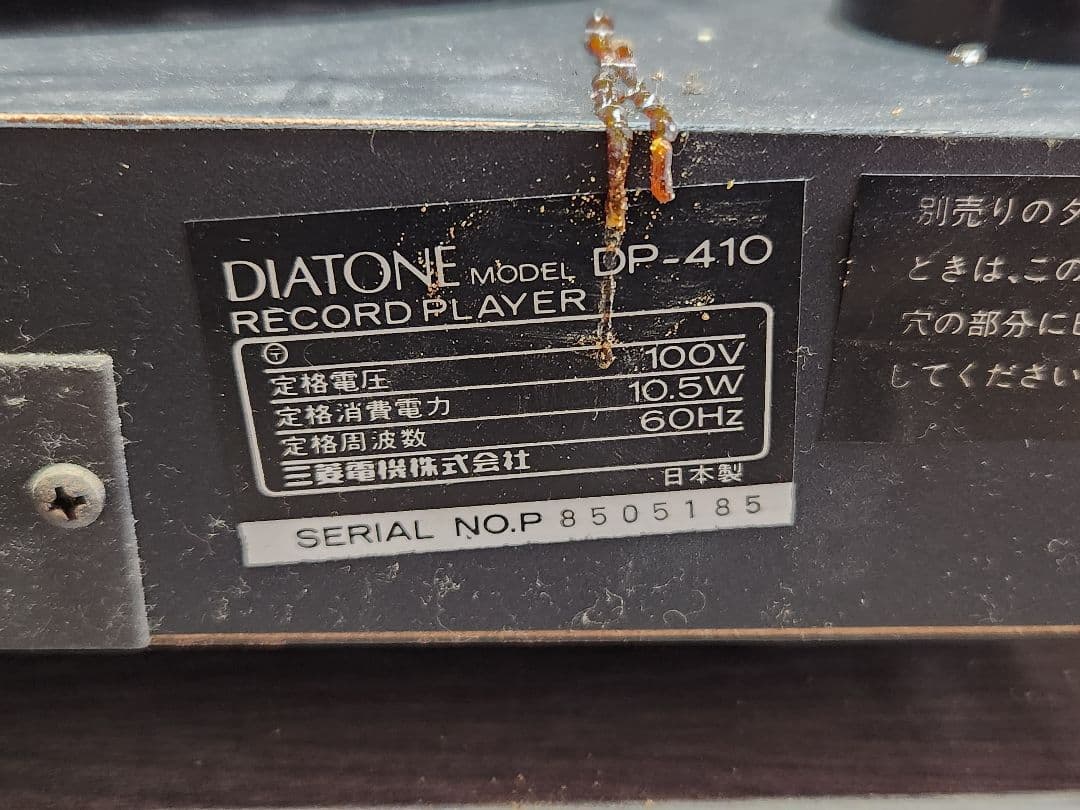 DIATONE MODEL DP-410
RECORD PLAYER
〒
定格電圧 100V
定格消費電力 10.5W
定格周波数 60Hz
三菱電機株式会社
日本製
SERIAL NO.P 8505185
別売りのダ
どきは、この
穴の部分に
してください